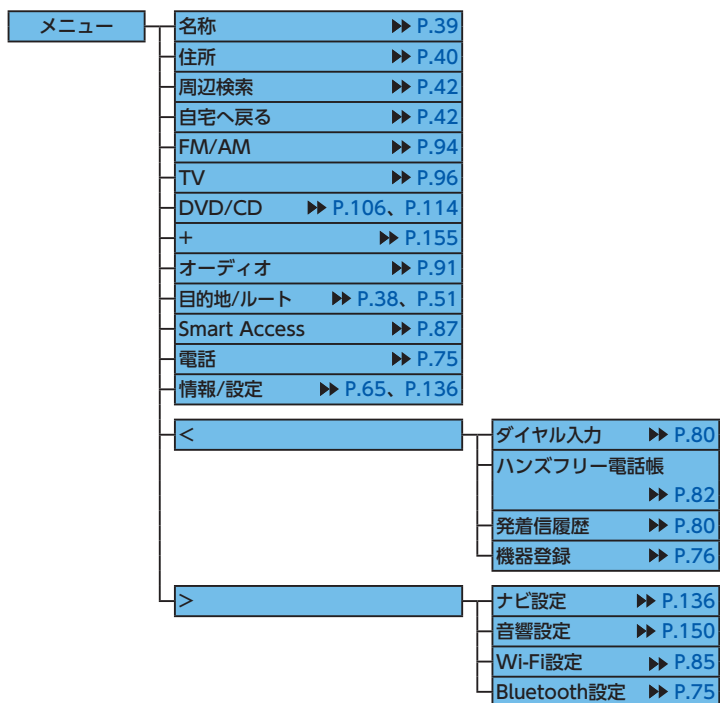 メニュー
名称 ▶▶ P.39
住所 ▶▶ P.40
周辺検索 ▶▶ P.42
自宅へ戻る ▶▶ P.42
FM/AM ▶▶ P.94
TV ▶▶ P.96
DVD/CD ▶▶ P.106、P.114
+ ▶▶ P.155
オーディオ ▶▶ P.91
目的地/ルート ▶▶ P.38、P.51
Smart Access ▶▶ P.87
電話 ▶▶ P.75
情報/設定 ▶▶ P.65、P.136
<
ダイヤル入力 ▶▶ P.80
ハンズフリー電話帳
▶▶ P.82
発着信履歴 ▶▶ P.80
機器登録 ▶▶ P.76
>
ナビ設定 ▶▶ P.136
音響設定 ▶▶ P.150
Wi-Fi設定 ▶▶ P.85
Bluetooth設定 ▶▶ P.75